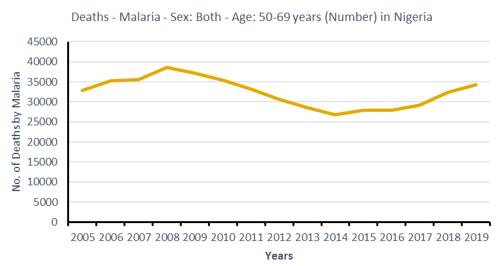 Deaths - Malaria - Sex: Both - Age: 50-69 years (Number) in Nigeria
No. of Deaths by Malaria
45000
40000
35000
30000
25000
20000
15000
10000
5000
0
2005 2006 2007 2008 2009 2010 2011 2012 2013 2014 2015 2016 2017 2018 2019
Years